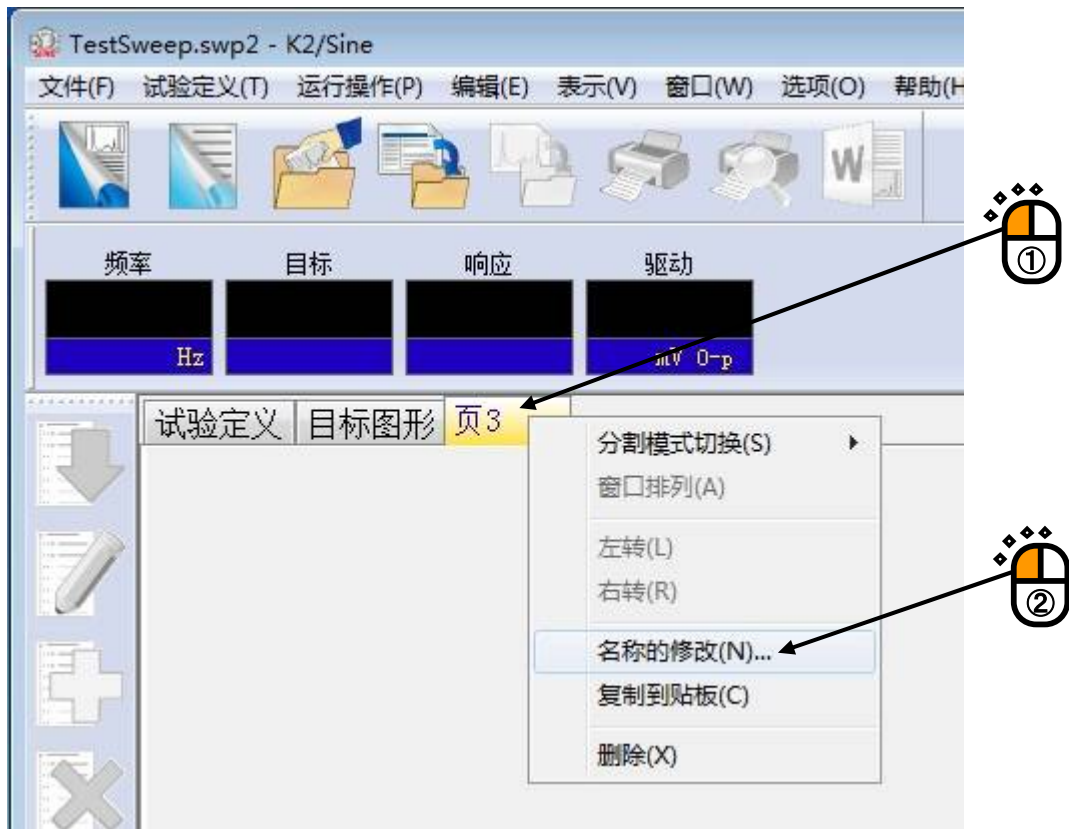 TestSweep.swp2 - K2/Sine
文件(F) 试验定义(T) 运行操作(P) 编辑(E) 表示(V) 窗口(W) 选项(O) 帮助(H
W
①
频率 目标 响应 驱动
Hz mV 0-p
试验定义 目标图形 页3
分割模式切换(S)
窗口排列(A)
左转(L)
右转(R)
②
名称的修改(N)...
复制到贴板(C)
删除(X)